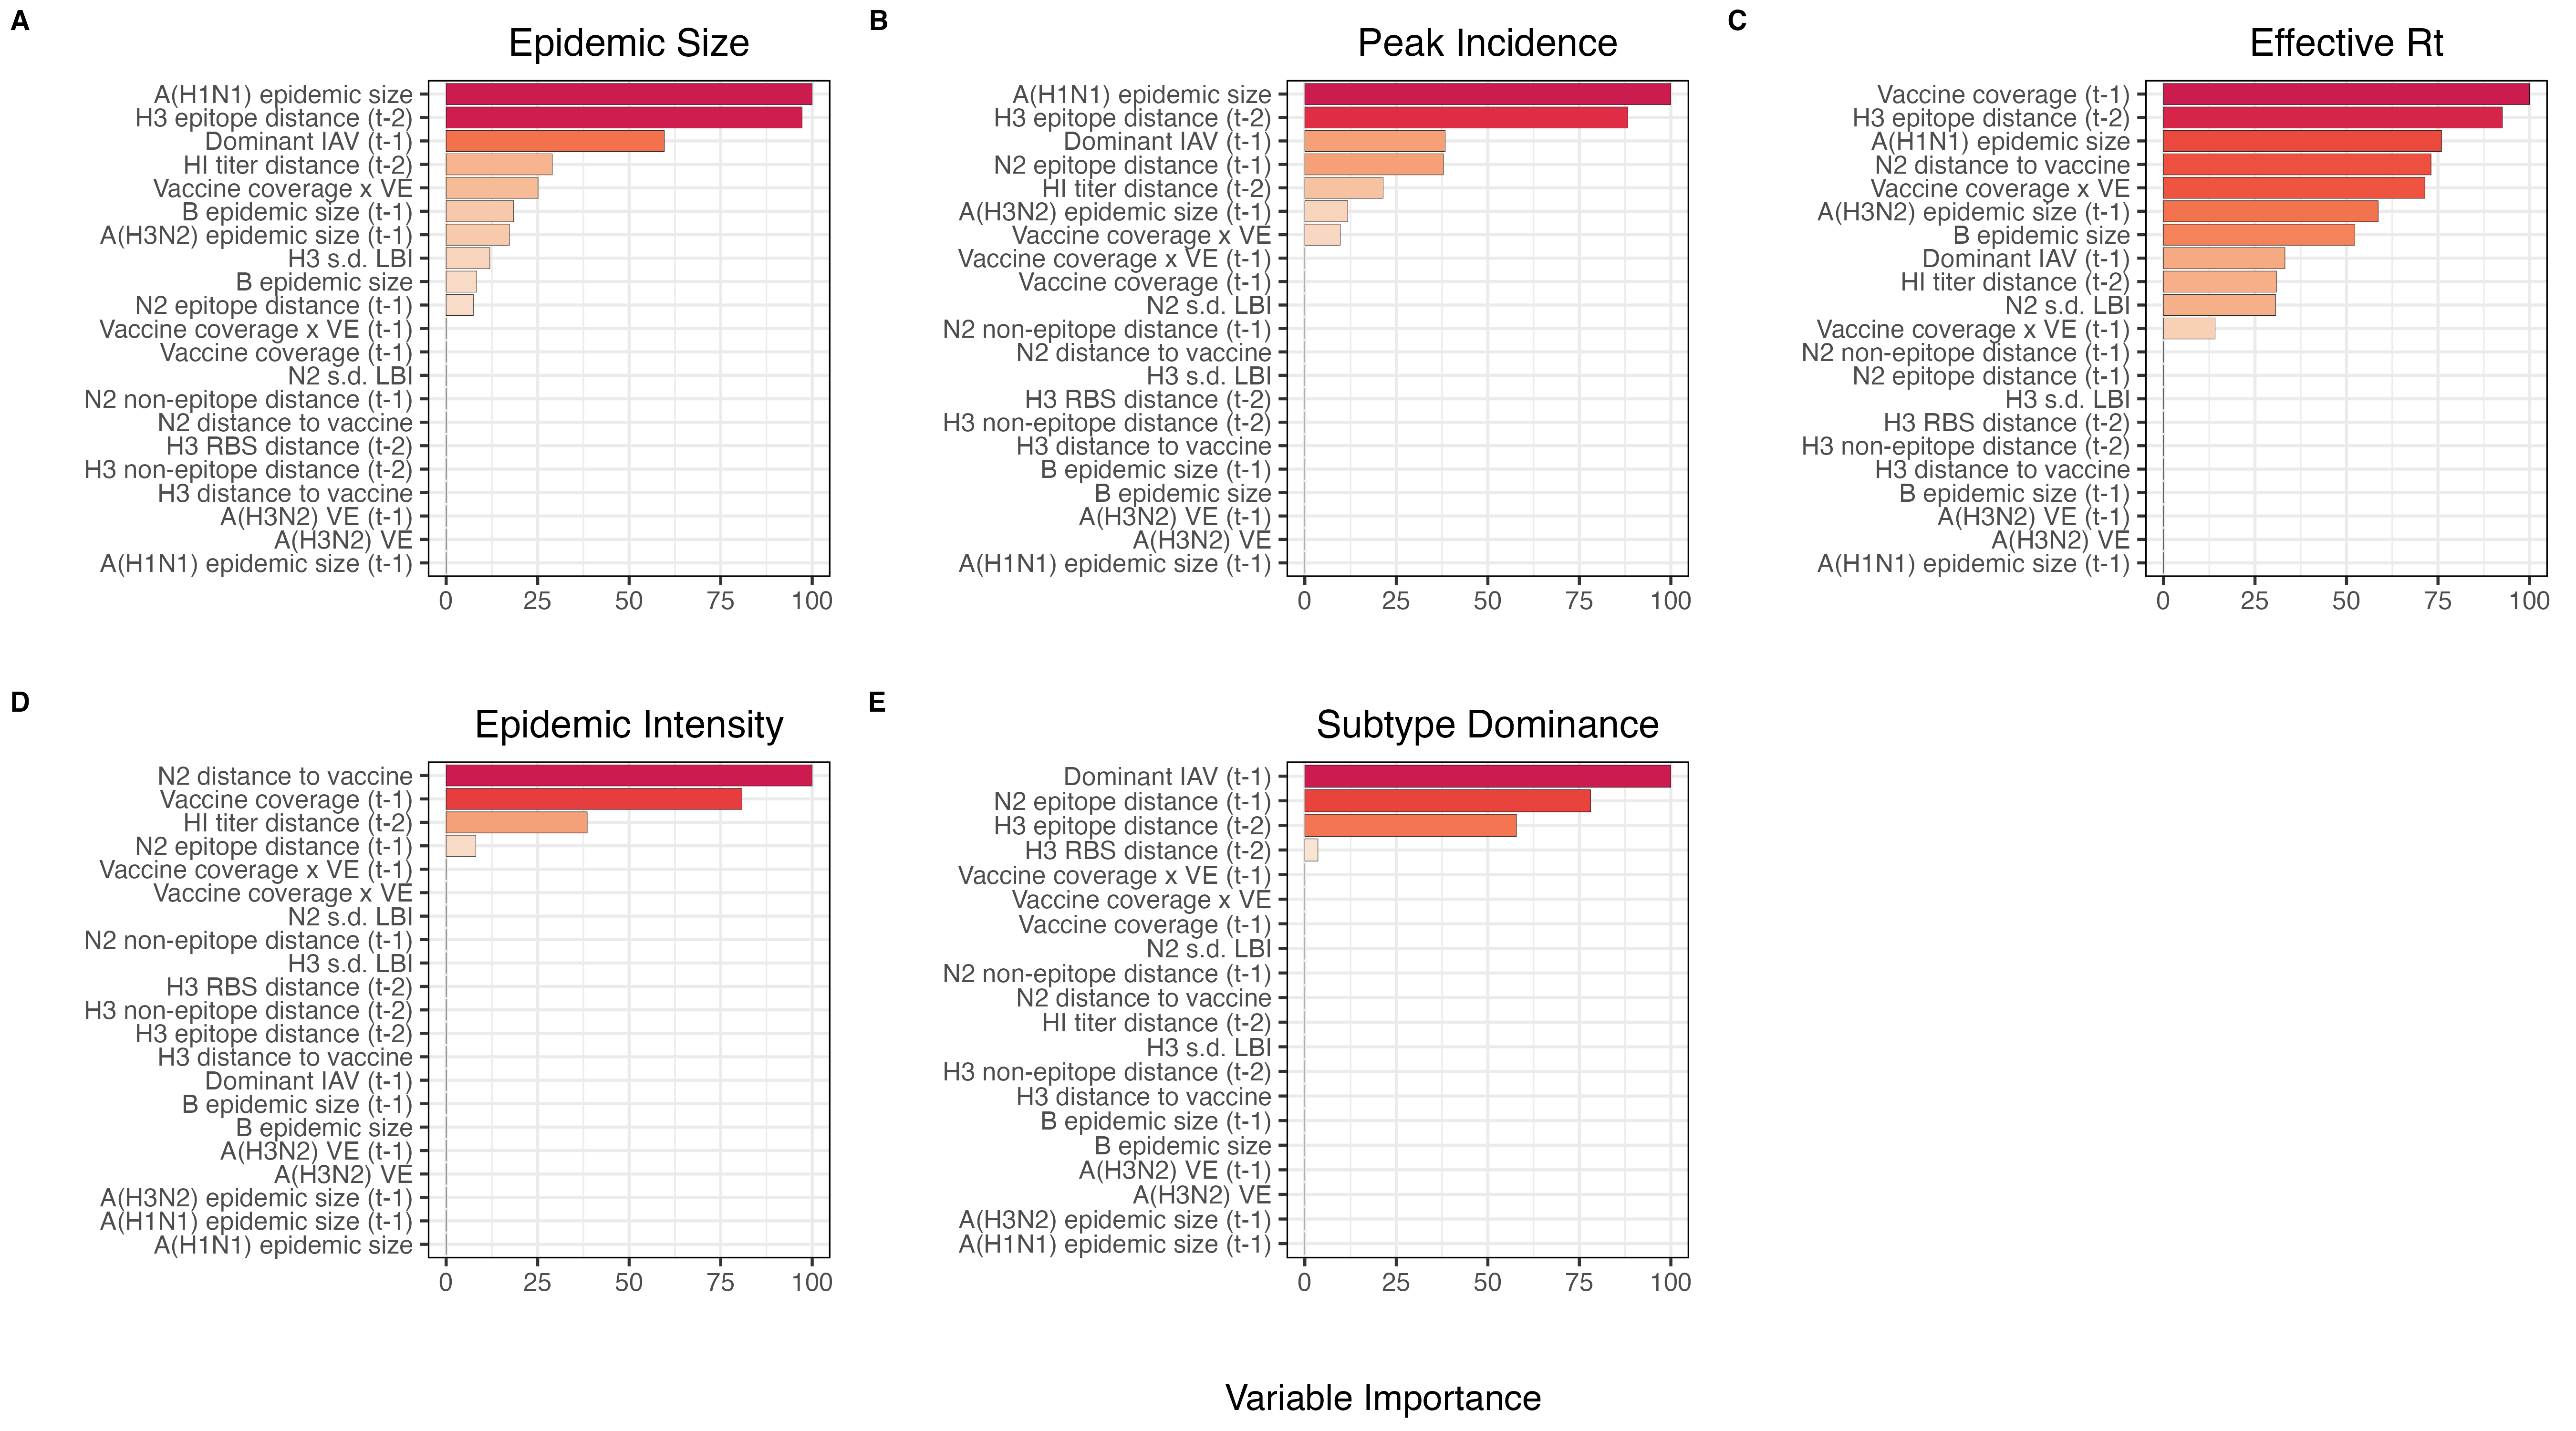 A
Epidemic Size
A(H1N1) epidemic size
H3 epitope distance (t-2)
Dominant IAV (t-1)
HI titer distance (t-2)
Vaccine coverage x VE
B epidemic size (t-1)
A(H3N2) epidemic size (t-1)
H3 s.d. LBI
B epidemic size
N2 epitope distance (t-1)
Vaccine coverage x VE (t-1)
Vaccine coverage (t-1)
N2 s.d. LBI
N2 non-epitope distance (t-1)
N2 distance to vaccine
H3 RBS distance (t-2)
H3 non-epitope distance (t-2)
H3 distance to vaccine
A(H3N2) VE (t-1)
A(H3N2) VE
A(H1N1) epidemic size (t-1)
0 25 50 75 100
B
Peak Incidence
A(H1N1) epidemic size
H3 epitope distance (t-2)
Dominant IAV (t-1)
N2 epitope distance (t-1)
HI titer distance (t-2)
A(H3N2) epidemic size (t-1)
Vaccine coverage x VE
Vaccine coverage x VE (t-1)
Vaccine coverage (t-1)
N2 s.d. LBI
N2 non-epitope distance (t-1)
N2 distance to vaccine
H3 s.d. LBI
H3 RBS distance (t-2)
H3 non-epitope distance (t-2)
H3 distance to vaccine
B epidemic size (t-1)
B epidemic size
A(H3N2) VE (t-1)
A(H3N2) VE
A(H1N1) epidemic size (t-1)
0 25 50 75 100
C
Effective Rt
Vaccine coverage (t-1)
H3 epitope distance (t-2)
A(H1N1) epidemic size
N2 distance to vaccine
Vaccine coverage x VE
A(H3N2) epidemic size (t-1)
B epidemic size
Dominant IAV (t-1)
HI titer distance (t-2)
N2 s.d. LBI
Vaccine coverage x VE (t-1)
N2 non-epitope distance (t-1)
N2 epitope distance (t-1)
H3 s.d. LBI
H3 RBS distance (t-2)
H3 non-epitope distance (t-2)
H3 distance to vaccine
B epidemic size (t-1)
A(H3N2) VE (t-1)
A(H3N2) VE
A(H1N1) epidemic size (t-1)
0 25 50 75 100
D
Epidemic Intensity
N2 distance to vaccine
Vaccine coverage (t-1)
HI titer distance (t-2)
N2 epitope distance (t-1)
Vaccine coverage x VE (t-1)
Vaccine coverage x VE
N2 s.d. LBI
N2 non-epitope distance (t-1)
H3 s.d. LBI
H3 RBS distance (t-2)
H3 non-epitope distance (t-2)
H3 epitope distance (t-2)
H3 distance to vaccine
Dominant IAV (t-1)
B epidemic size (t-1)
B epidemic size
A(H3N2) VE (t-1)
A(H3N2) VE
A(H3N2) epidemic size (t-1)
A(H1N1) epidemic size (t-1)
A(H1N1) epidemic size
0 25 50 75 100
E
Subtype Dominance
Dominant IAV (t-1)
N2 epitope distance (t-1)
H3 epitope distance (t-2)
H3 RBS distance (t-2)
Vaccine coverage x VE (t-1)
Vaccine coverage x VE
Vaccine coverage (t-1)
N2 s.d. LBI
N2 non-epitope distance (t-1)
N2 distance to vaccine
HI titer distance (t-2)
H3 s.d. LBI
H3 non-epitope distance (t-2)
H3 distance to vaccine
B epidemic size (t-1)
B epidemic size
A(H3N2) VE (t-1)
A(H3N2) VE
A(H3N2) epidemic size (t-1)
A(H1N1) epidemic size (t-1)
0 25 50 75 100
Variable Importance